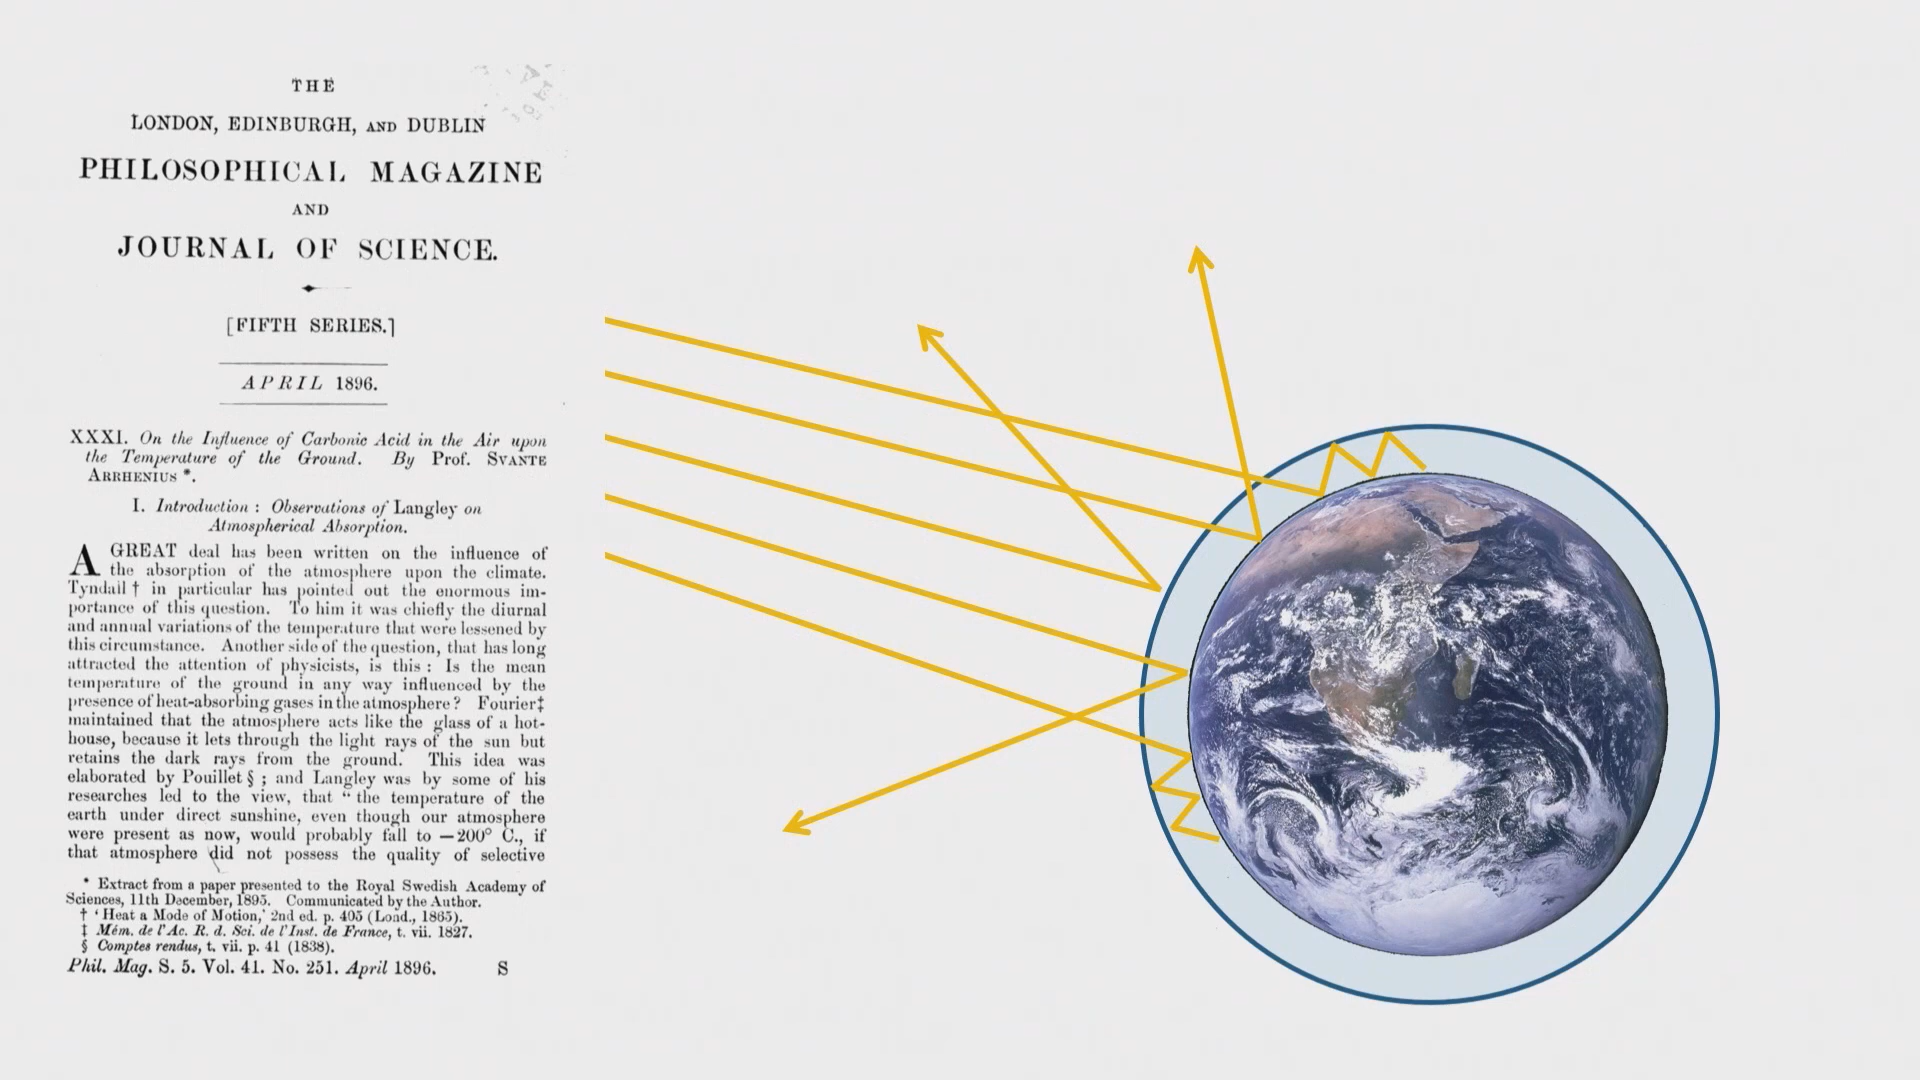 THE
LONDON, EDINBURGH, AND DUBLIN
PHILOSOPHICAL MAGAZINE
AND
JOURNAL OF SCIENCE.
[FIFTH SERIES.]
APRIL 1896.
XXXI. On the Influence of Carbonic Acid in the Air upon
the Temperature of the Ground. By Prof. SVANTE
ARRHENIUS *.
I. Introduction : Observations of Langley on
Atmospherical Absorption.
A GREAT deal has been written on the influence of
the absorption of the atmosphere upon the climate.
Tyndall † in particular has pointed out the enormous im-
portance of this question. To him it was chiefly the diurnal
and annual variations of the temperature that were lessened by
this circumstance. Another side of the question, that has long
attracted the attention of physicists, is this : Is the mean
temperature of the ground in any way influenced by the
presence of heat-absorbing gases in the atmosphere ? Fourier ‡
maintained that the atmosphere acts like the glass of a hot-
house, because it lets through the light rays of the sun but
retains the dark rays from the ground. This idea was
elaborated by Pouillet § ; and Langley was by some of his
researches led to the view, that “ the temperature of the
earth under direct sunshine, even though our atmosphere
were present as now, would probably fall to —200° C., if
that atmosphere did not possess the quality of selective
* Extract from a paper presented to the Royal Swedish Academy of
Sciences, 11th December, 1895. Communicated by the Author.
† ‘ Heat a Mode of Motion,’ 2nd ed. p. 405 (Lond., 1865).
‡ Mém. de l'Ac. R. d. Sci. de l'Inst. de France, t. vii. 1827.
§ Comptes rendus, t. vii. p. 41 (1838).
Phil. Mag. S. 5. Vol. 41. No. 251. April 1896. S